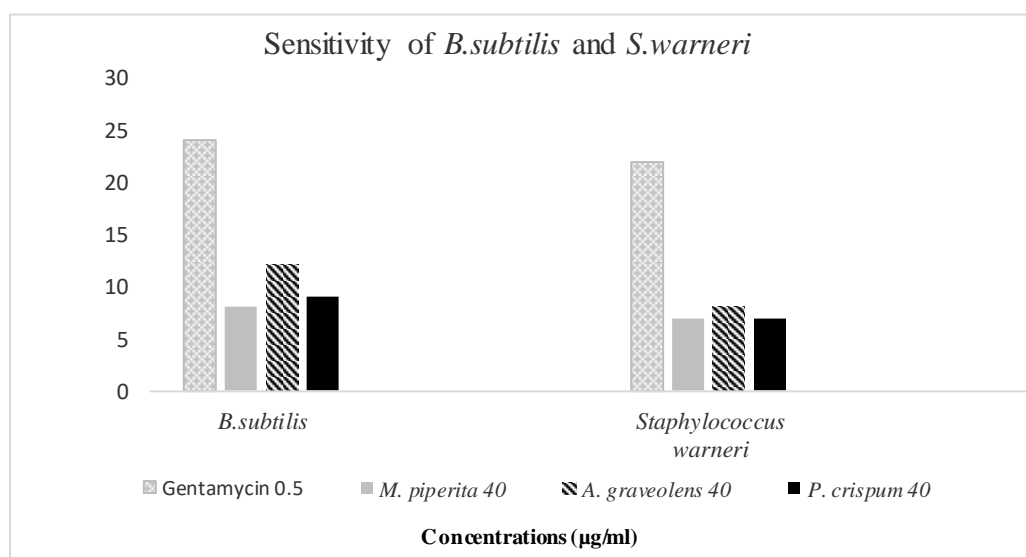 Sensitivity of B.subtilis and S.warneri
30
25
20
15
10
5
0
B.subtilis
Staphylococcus
warneri
Gentamycin 0.5 M. piperita 40 A. graveolens 40 P. crispum 40
Concentrations (µg/ml)